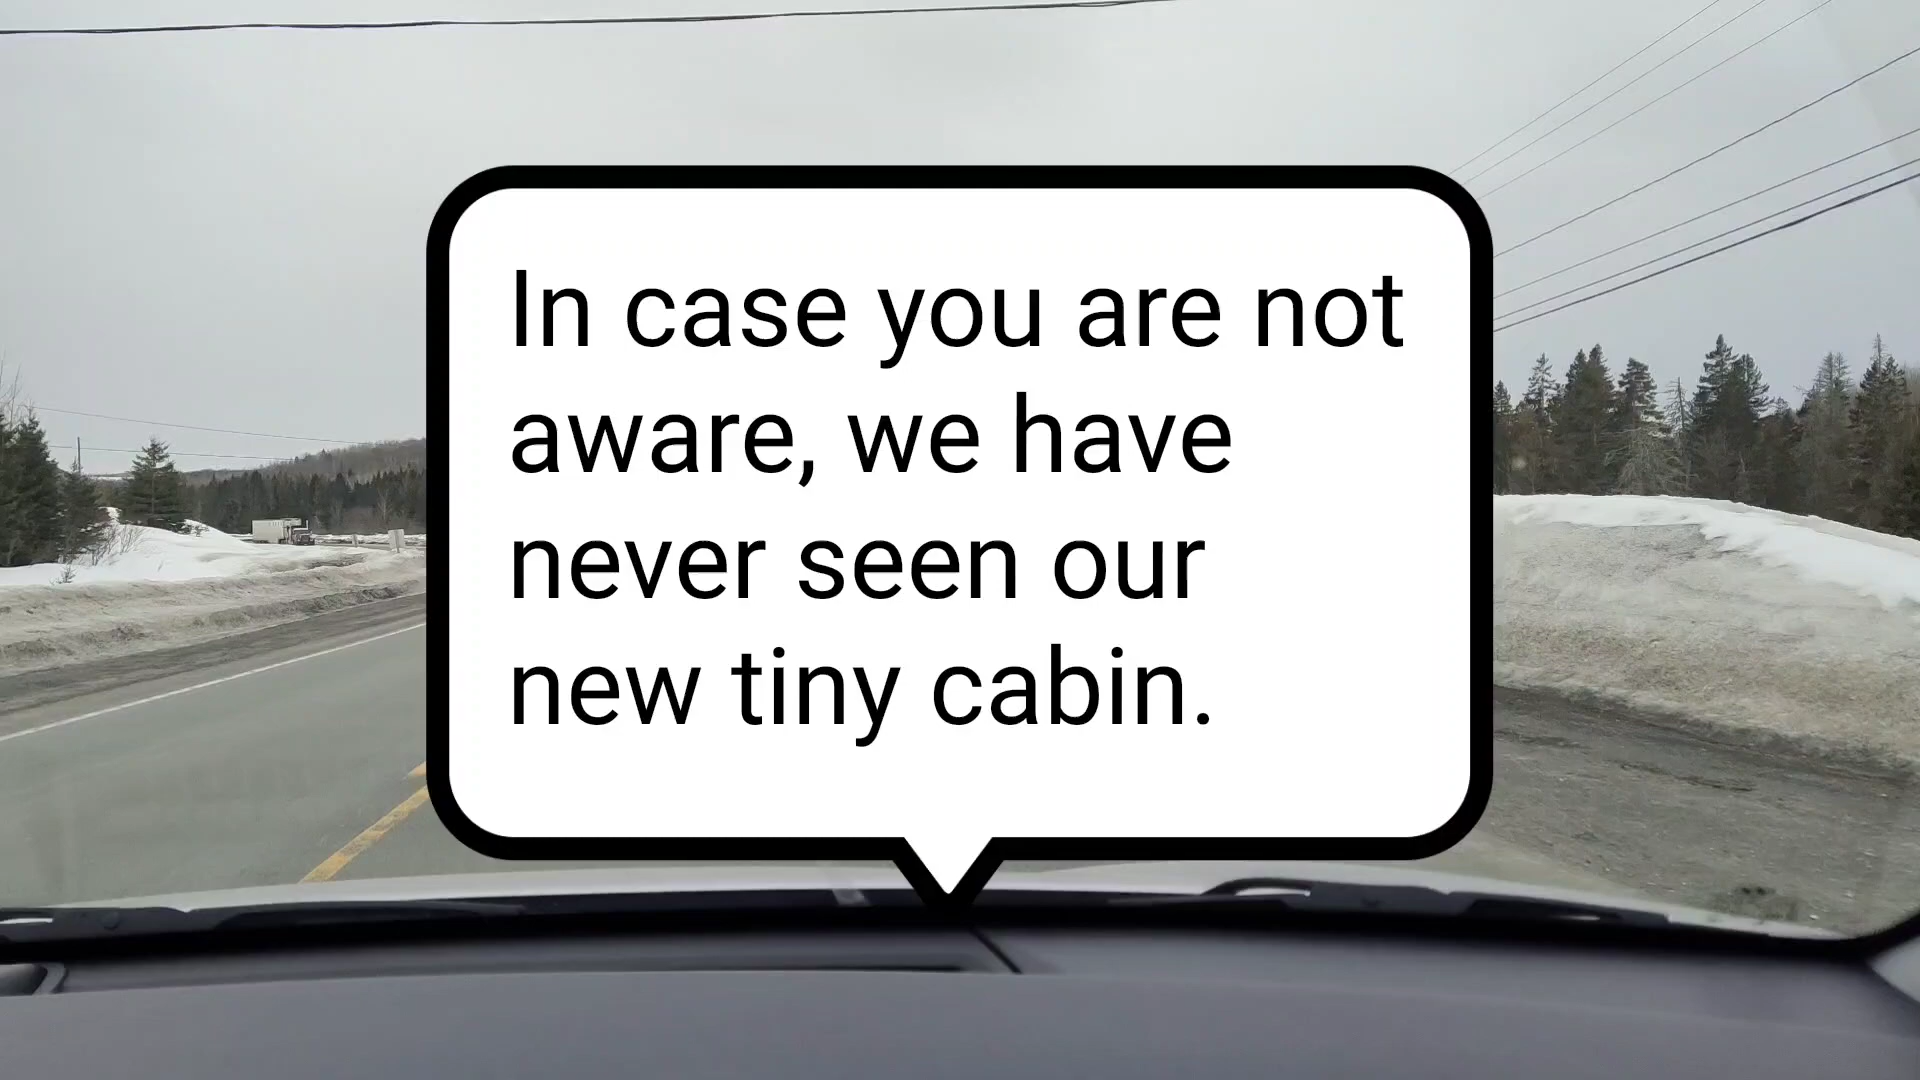 In case you are not
aware, we have
never seen our
new tiny cabin.